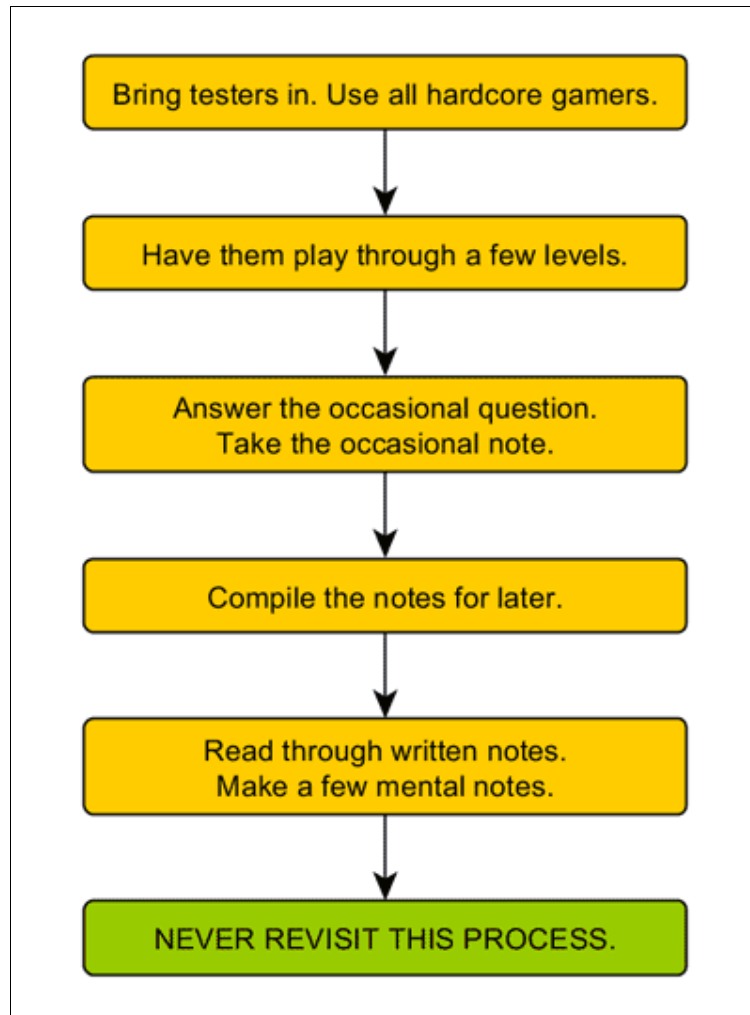 Bring testers in. Use all hardcore gamers.
Have them play through a few levels.
Answer the occasional question.
Take the occasional note.
Compile the notes for later.
Read through written notes.
Make a few mental notes.
NEVER REVISIT THIS PROCESS.